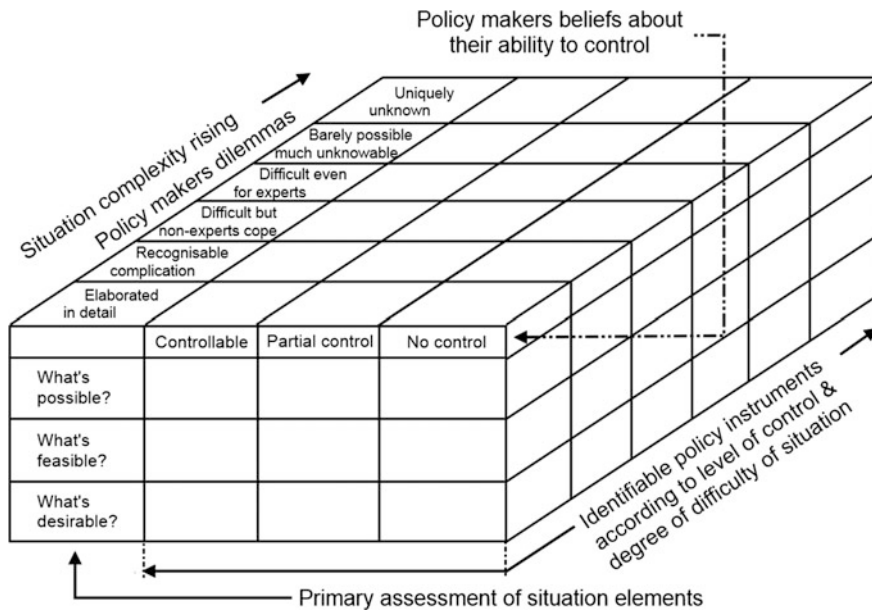 Policy makers beliefs about
their ability to control
Situation complexity rising
Policy makers dilemmas
Uniquely
unknown
Barely possible
much unknowable
Difficult even
for experts
Difficult but
non-experts cope
Recognisable
complication
Elaborated
in detail
Controllable
Partial control
No control
What's
possible?
What's
feasible?
What's
desirable?
Identifiable policy instruments
according to level of control &
degree of difficulty of situation
Primary assessment of situation elements